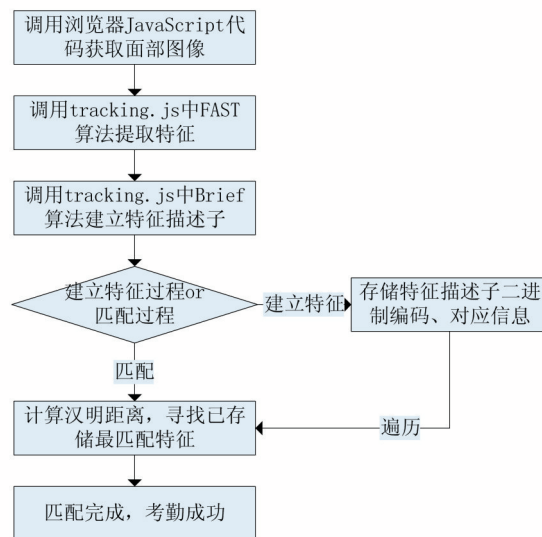 调用浏览器JavaScript代
码获取面部图像
调用tracking.js中FAST
算法提取特征
调用tracking.js中Brief
算法建立特征描述子
建立特征过程or
匹配过程
建立特征
存储特征描述子二进
制编码、对应信息
匹配
计算汉明距离，寻找已存
储最匹配特征
遍历
匹配完成，考勤成功